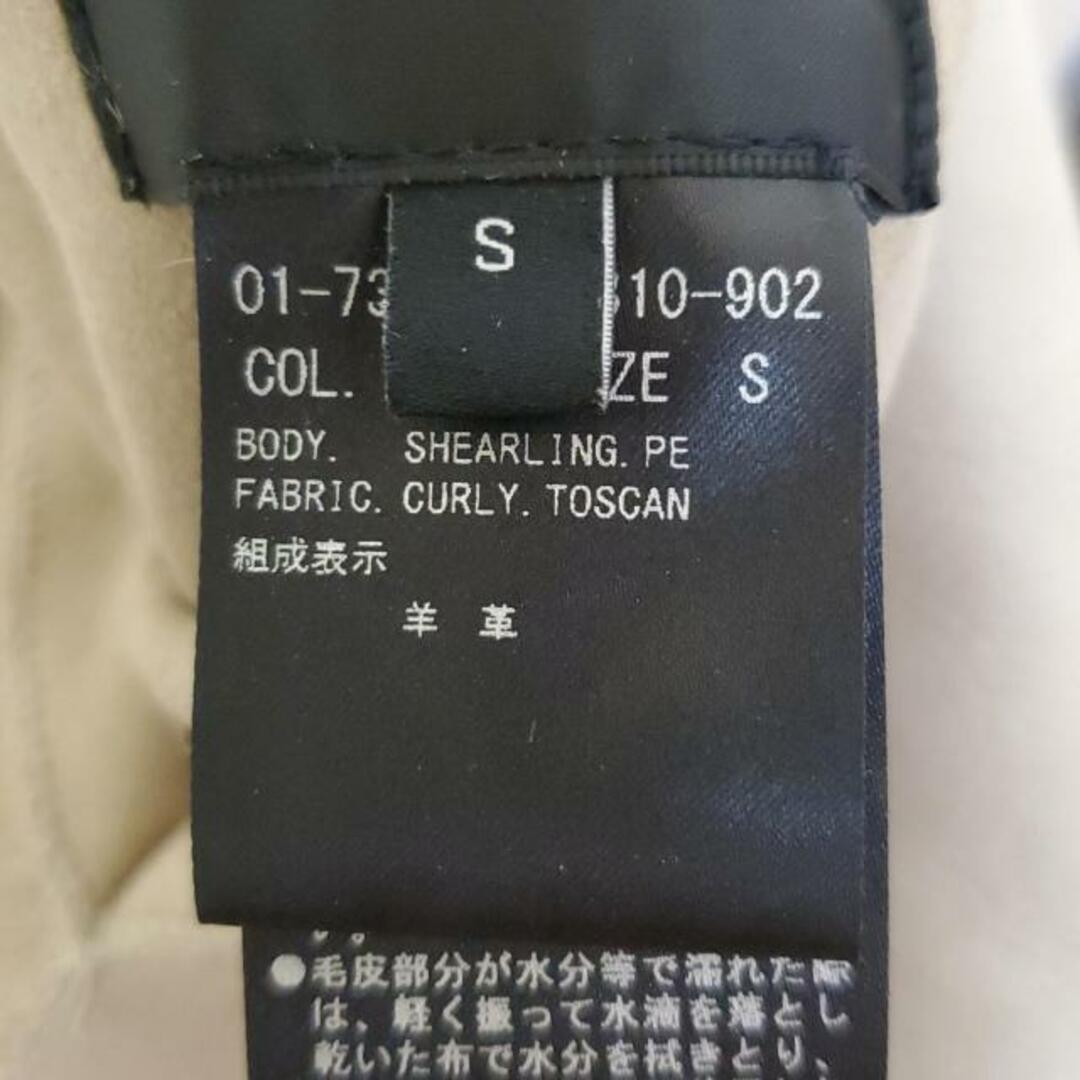 S
01-73 310-902
COL. ZE S
BODY. SHEARLING. PE
FABRIC. CURLY. TOSCAN
組成表示
羊 革
●毛皮部分が水分等で濡れた際
は、軽く振って水滴を落とし
乾いた布で水分を拭きとり、